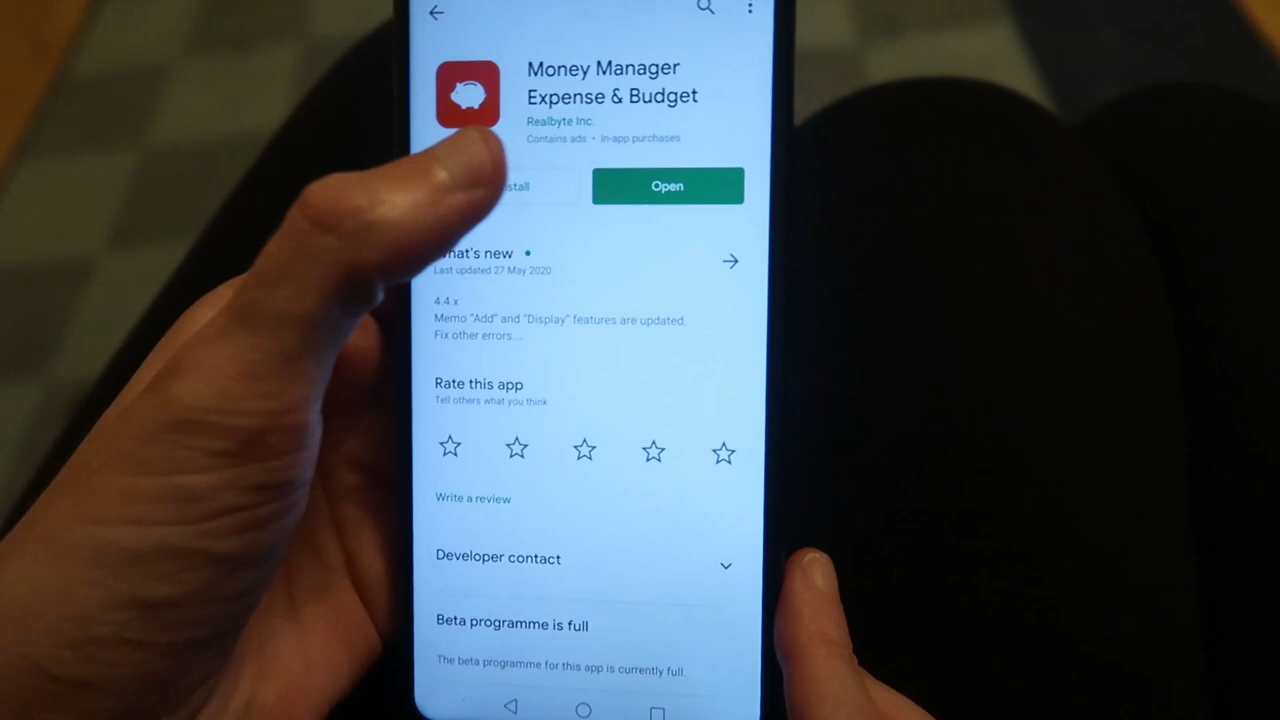 Money Manager
Expense & Budget
Realbyte Inc.
Contains ads • In-app purchases
Open
What's new •
Last updated 27 May 2020
4.4.x
Memo "Add" and "Display" features are updated.
Fix other errors....
Rate this app
Tell others what you think
Write a review
Developer contact
Beta programme is full
The beta programme for this app is currently full.